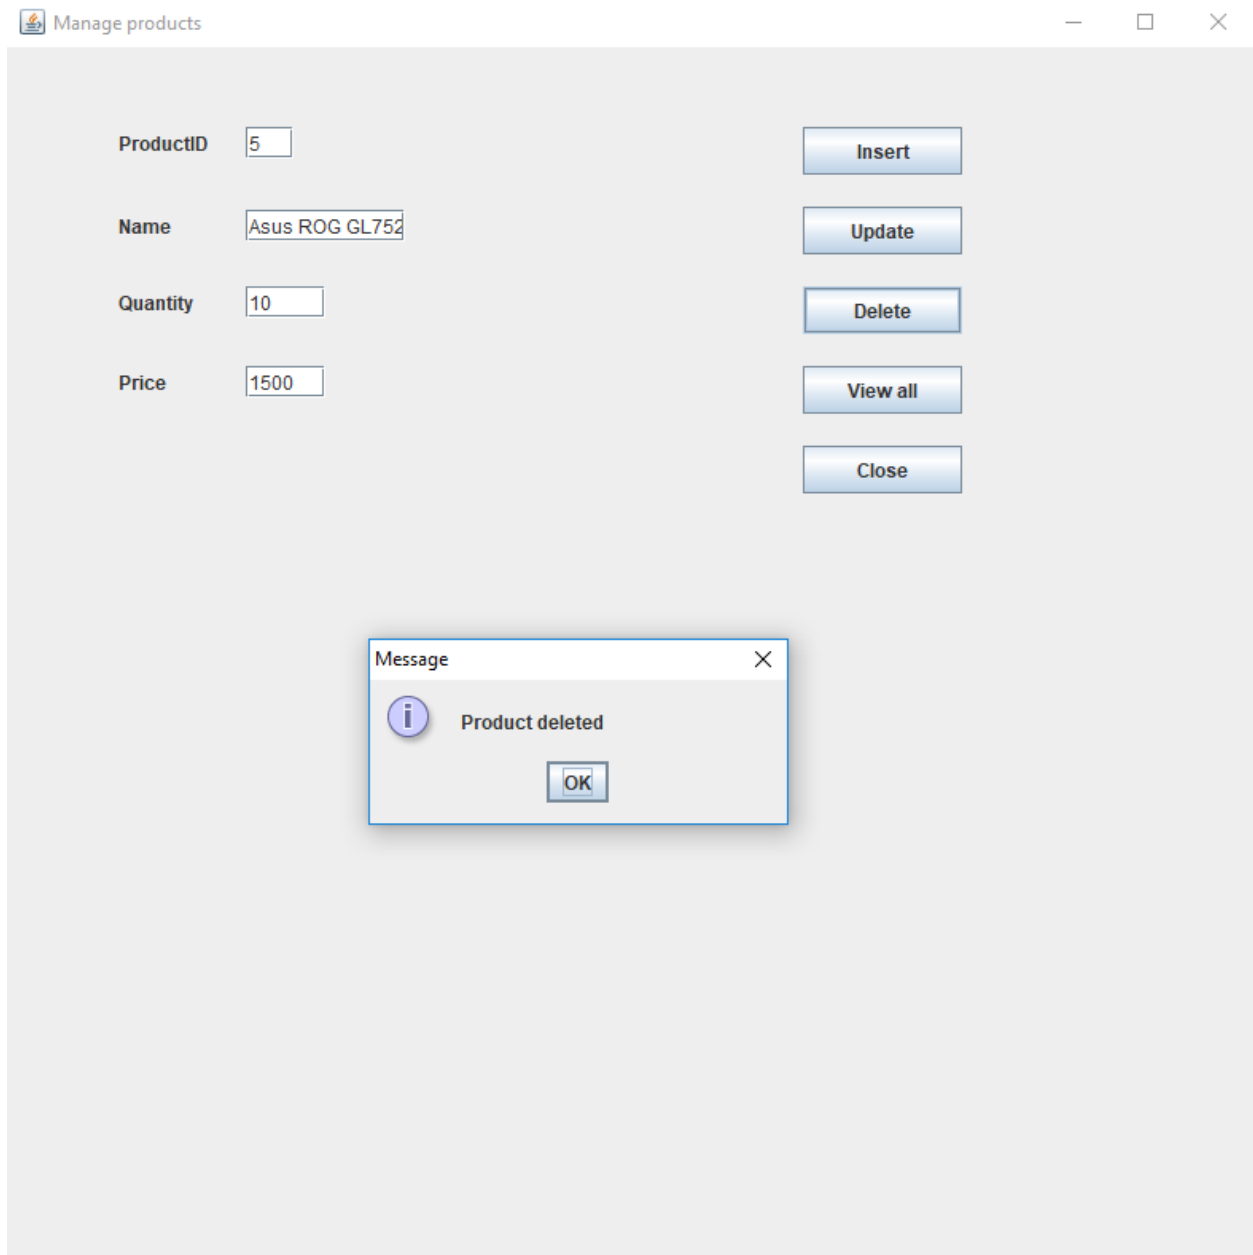 Manage products
ProductID 5
Insert
Name Asus ROG GL752
Update
Quantity 10
Delete
Price 1500
View all
Close
Message
i
Product deleted
OK